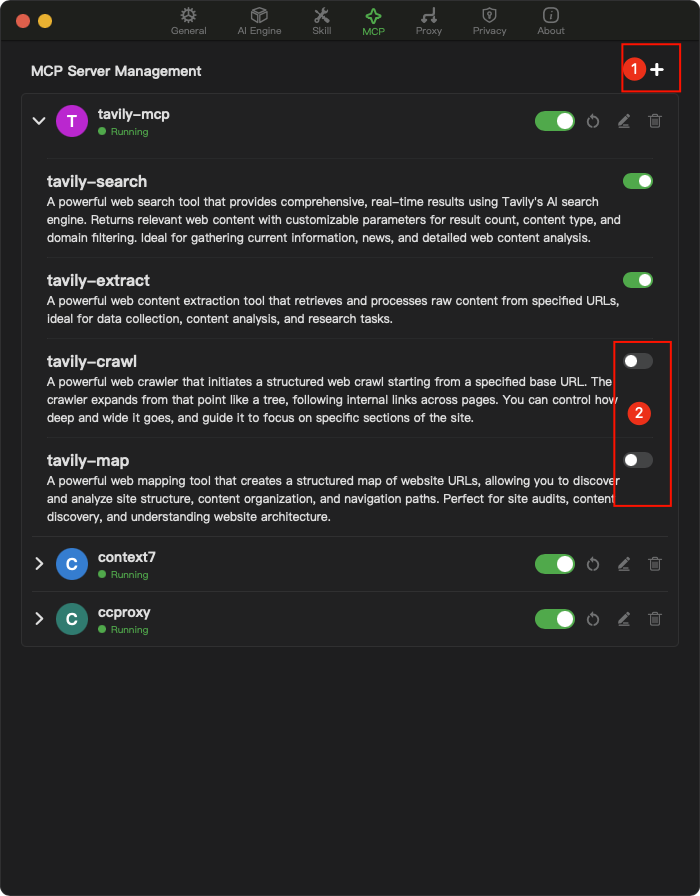 General
AI Engine
Skill
MCP
Proxy
Privacy
About
MCP Server Management
1
T
tavily-mcp
Running
tavily-search
A powerful web search tool that provides comprehensive, real-time results using Tavily's AI search
engine. Returns relevant web content with customizable parameters for result count, content type, and
domain filtering. Ideal for gathering current information, news, and detailed web content analysis.
tavily-extract
A powerful web content extraction tool that retrieves and processes raw content from specified URLs,
ideal for data collection, content analysis, and research tasks.
tavily-crawl
A powerful web crawler that initiates a structured web crawl starting from a specified base URL. The
crawler expands from that point like a tree, following internal links across pages. You can control how
deep and wide it goes, and guide it to focus on specific sections of the site.
2
tavily-map
A powerful web mapping tool that creates a structured map of website URLs, allowing you to discover
and analyze site structure, content organization, and navigation paths. Perfect for site audits, content
discovery, and understanding website architecture.
C
context7
Running
C
ccproxy
Running